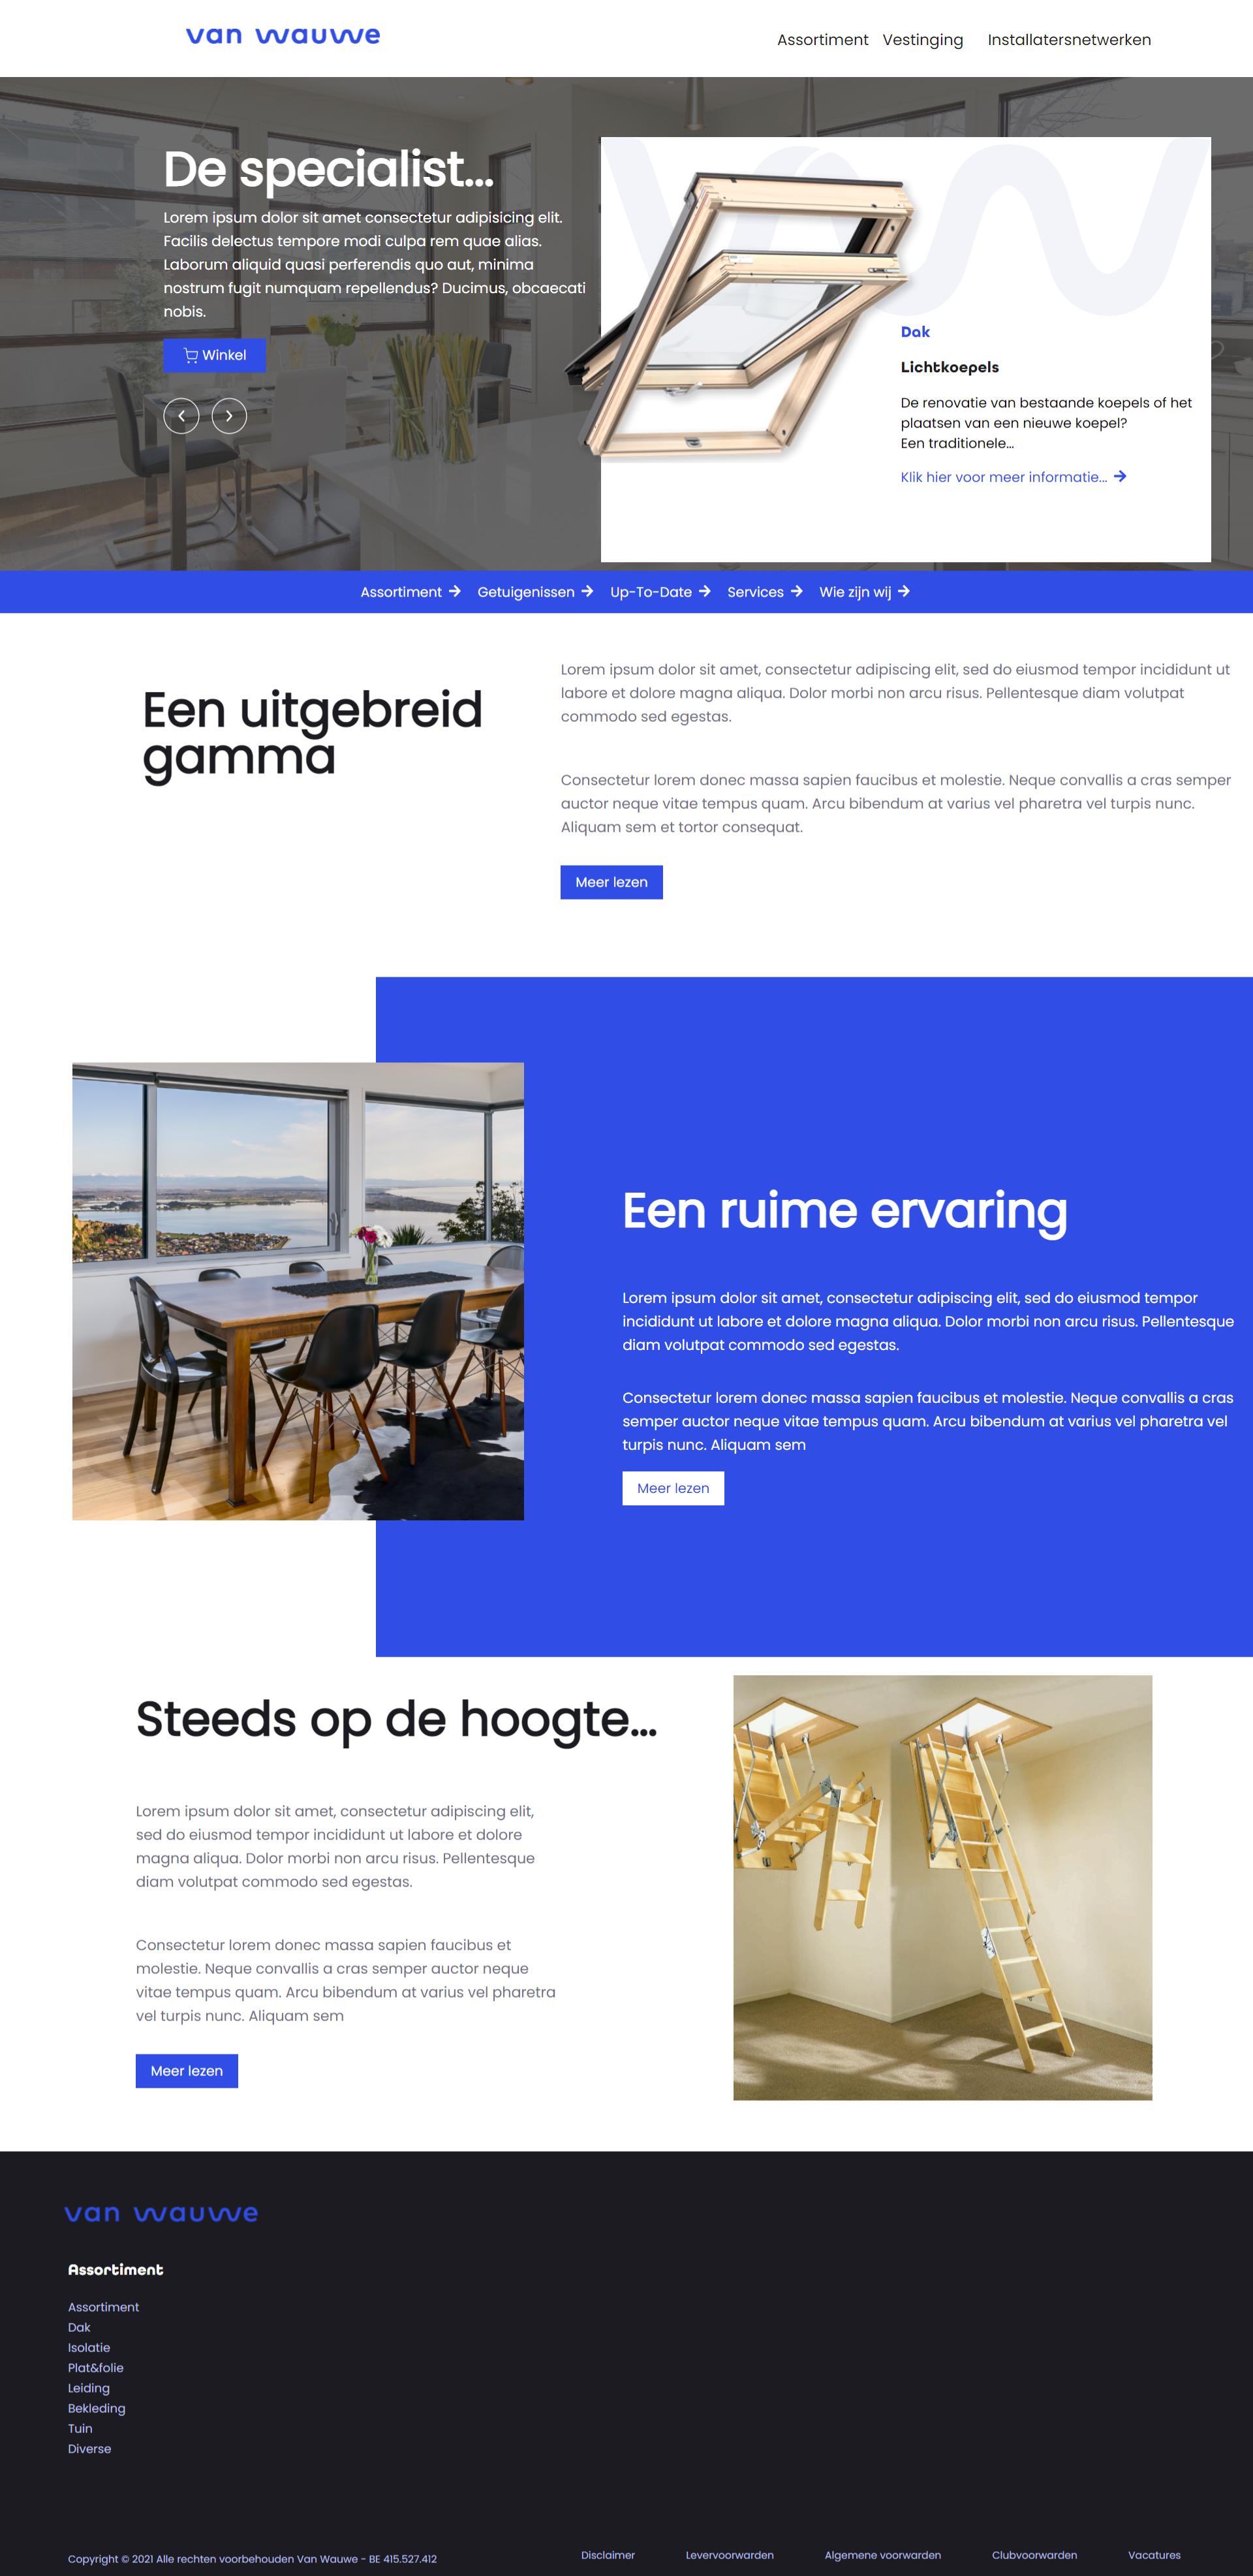 van wauwe
Assortiment Vestinging Installatersnetwerken
De specialist...
Lorem ipsum dolor sit amet consectetur adipisicing elit.
Facilis delectus tempore modi culpa rem quae alias.
Laborum aliquid quasi perferendis quo aut, minima
nostrum fugit numquam repellendus? Ducimus, obcaecati
nobis.
Winkel
Dak
Lichtkoepels
De renovatie van bestaande koepels of het
plaatsen van een nieuwe koepel?
Een traditionele...
Klik hier voor meer informatie...
Assortiment Getuigenissen Up-To-Date Services Wie zijn wij
Een uitgebreid
gamma
Lorem ipsum dolor sit amet, consectetur adipiscing elit, sed do eiusmod tempor incididunt ut
labore et dolore magna aliqua. Dolor morbi non arcu risus. Pellentesque diam volutpat
commodo sed egestas.
Consectetur lorem donec massa sapien faucibus et molestie. Neque convallis a cras semper
auctor neque vitae tempus quam. Arcu bibendum at varius vel pharetra vel turpis nunc.
Aliquam sem et tortor consequat.
Meer lezen
Een ruime ervaring
Lorem ipsum dolor sit amet, consectetur adipiscing elit, sed do eiusmod tempor
incididunt ut labore et dolore magna aliqua. Dolor morbi non arcu risus. Pellentesque
diam volutpat commodo sed egestas.
Consectetur lorem donec massa sapien faucibus et molestie. Neque convallis a cras
semper auctor neque vitae tempus quam. Arcu bibendum at varius vel pharetra vel
turpis nunc. Aliquam sem
Meer lezen
Steeds op de hoogte...
Lorem ipsum dolor sit amet, consectetur adipiscing elit,
sed do eiusmod tempor incididunt ut labore et dolore
magna aliqua. Dolor morbi non arcu risus. Pellentesque
diam volutpat commodo sed egestas.
Consectetur lorem donec massa sapien faucibus et
molestie. Neque convallis a cras semper auctor neque
vitae tempus quam. Arcu bibendum at varius vel pharetra
vel turpis nunc. Aliquam sem
Meer lezen
van wauwe
Assortiment
Assortiment
Dak
Isolatie
Plat&folie
Leiding
Bekleding
Tuin
Diverse
Copyright © 2021 Alle rechten voorbehouden Van Wauwe - BE 415.527.412
Disclaimer Levervoorwarden Algemene voorwarden Clubvoorwarden Vacatures